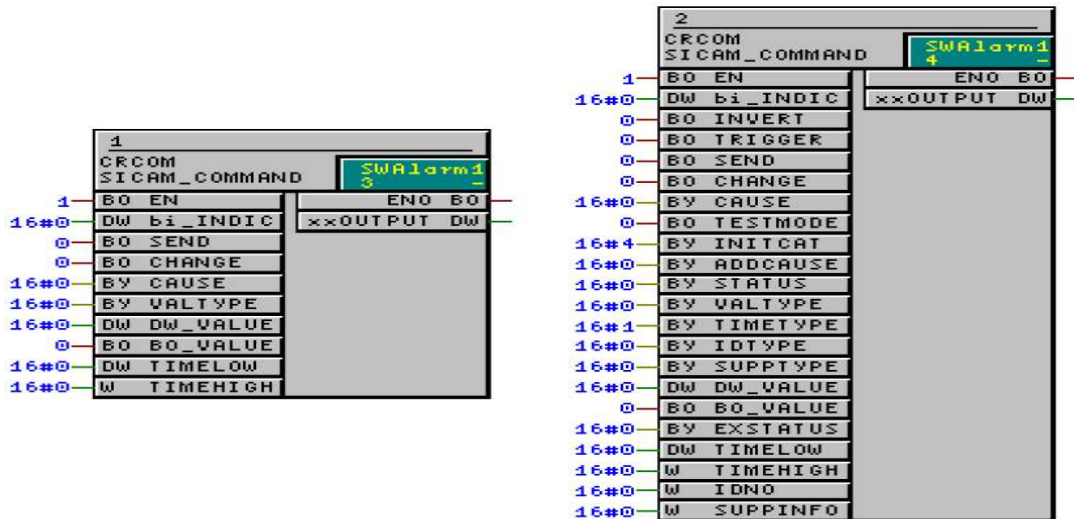 1
CRCOM
SICAM_COMMAND
SWAlarm1
3 –
1 BO EN ENO BO
16#0 DW bi_INDIC xxOUTPUT DW
0 BO SEND
0 BO CHANGE
16#0 BY CAUSE
16#0 BY VALTYPE
16#0 DW DW_VALUE
0 BO BO_VALUE
16#0 DW TIMELOW
16#0 W TIMEHIGH
2
CRCOM
SICAM_COMMAND
SWAlarm1
4 –
1 BO EN ENO BO
16#0 DW bi_INDIC xxOUTPUT DW
0 BO INVERT
0 BO TRIGGER
0 BO SEND
0 BO CHANGE
16#0 BY CAUSE
0 BO TESTMODE
16#4 BY INITCAT
16#0 BY ADDCAUSE
16#0 BY STATUS
16#0 BY VALTYPE
16#1 BY TIMETYPE
16#0 BY IDTYPE
16#0 BY SUPPTYPE
16#0 DW DW_VALUE
0 BO BO_VALUE
16#0 BY EXSTATUS
16#0 DW TIMELOW
16#0 W TIMEHIGH
16#0 W IDNO
16#0 W SUPPINFO